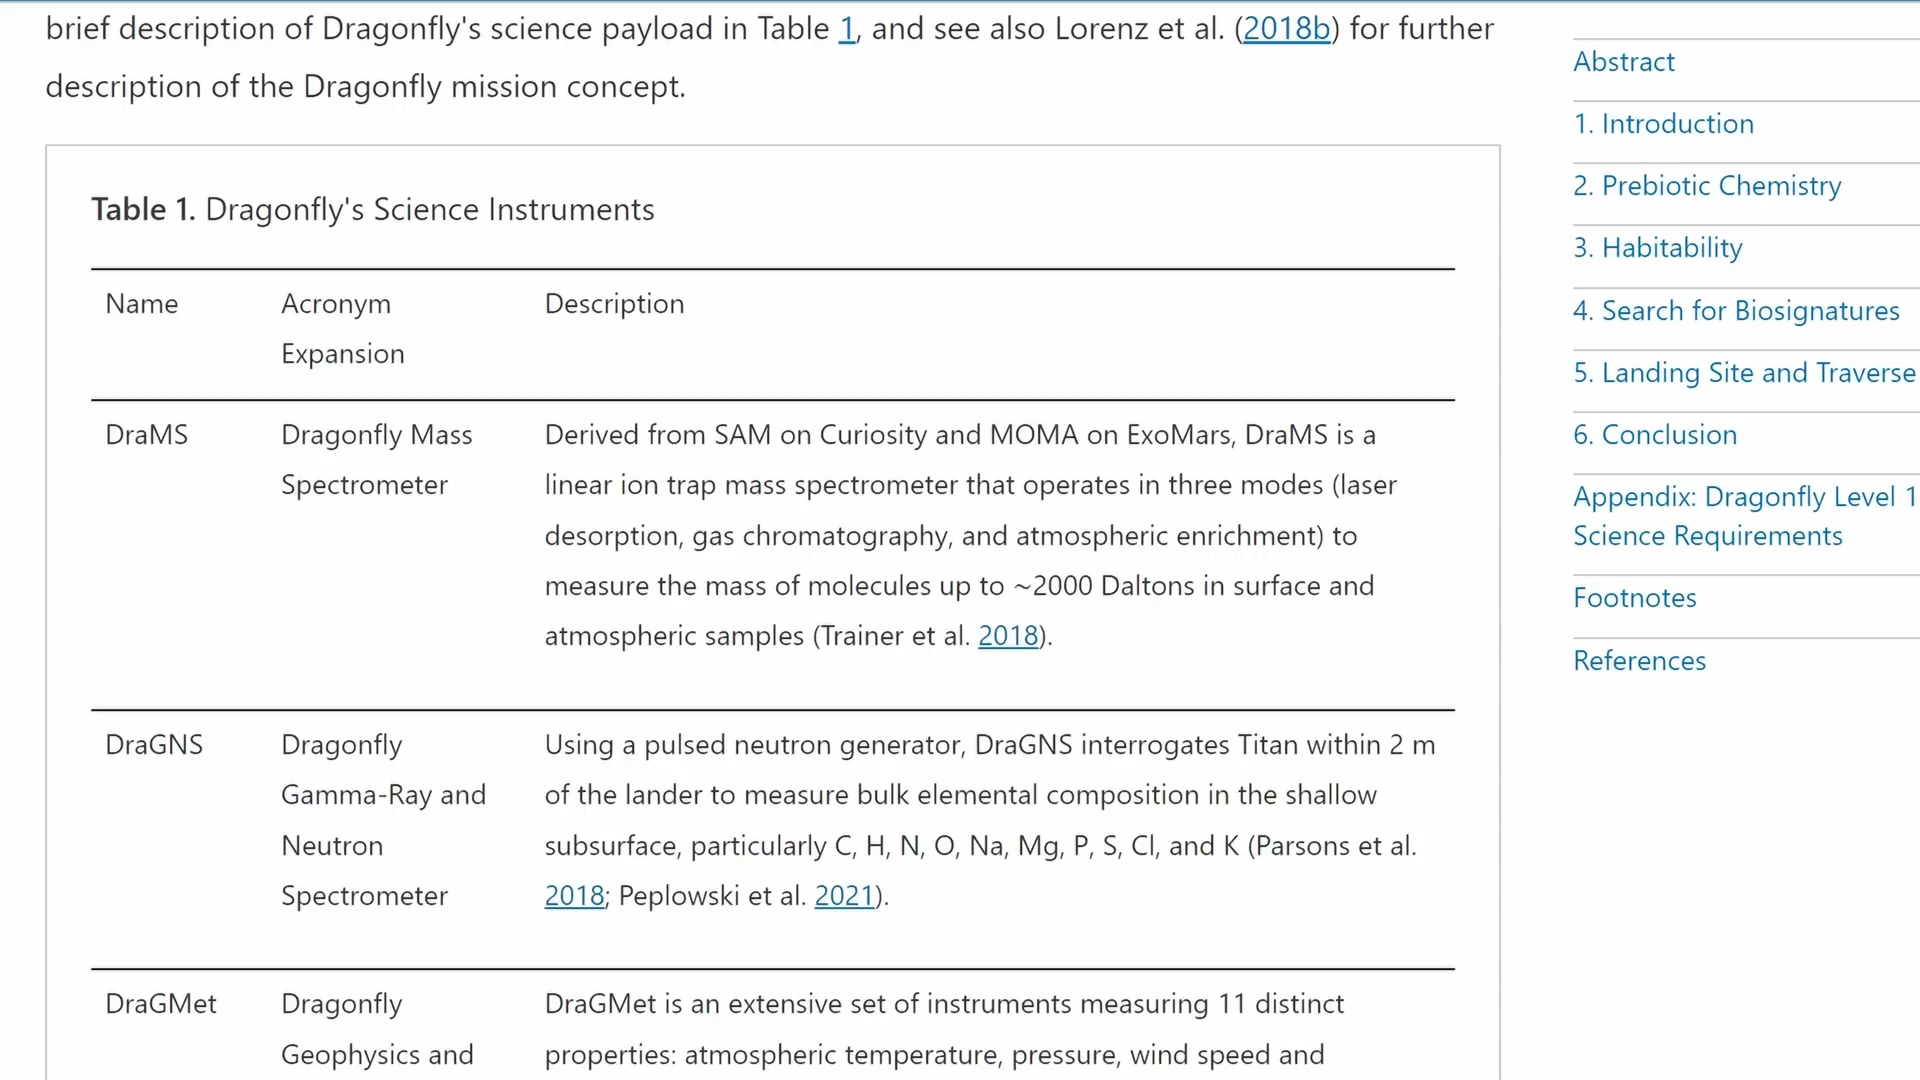 brief description of Dragonfly's science payload in Table 1, and see also Lorenz et al. (2018b) for further
description of the Dragonfly mission concept.
Table 1. Dragonfly's Science Instruments
Name
Acronym
Expansion
Description
DraMS
Dragonfly Mass
Spectrometer
Derived from SAM on Curiosity and MOMA on ExoMars, DraMS is a
linear ion trap mass spectrometer that operates in three modes (laser
desorption, gas chromatography, and atmospheric enrichment) to
measure the mass of molecules up to ~2000 Daltons in surface and
atmospheric samples (Trainer et al. 2018).
DraGNS
Dragonfly
Gamma-Ray and
Neutron
Spectrometer
Using a pulsed neutron generator, DraGNS interrogates Titan within 2 m
of the lander to measure bulk elemental composition in the shallow
subsurface, particularly C, H, N, O, Na, Mg, P, S, Cl, and K (Parsons et al.
2018; Peplowski et al. 2021).
DraGMet
Dragonfly
Geophysics and
DraGMet is an extensive set of instruments measuring 11 distinct
properties: atmospheric temperature, pressure, wind speed and
Abstract
1. Introduction
2. Prebiotic Chemistry
3. Habitability
4. Search for Biosignatures
5. Landing Site and Traverse
6. Conclusion
Appendix: Dragonfly Level 1
Science Requirements
Footnotes
References